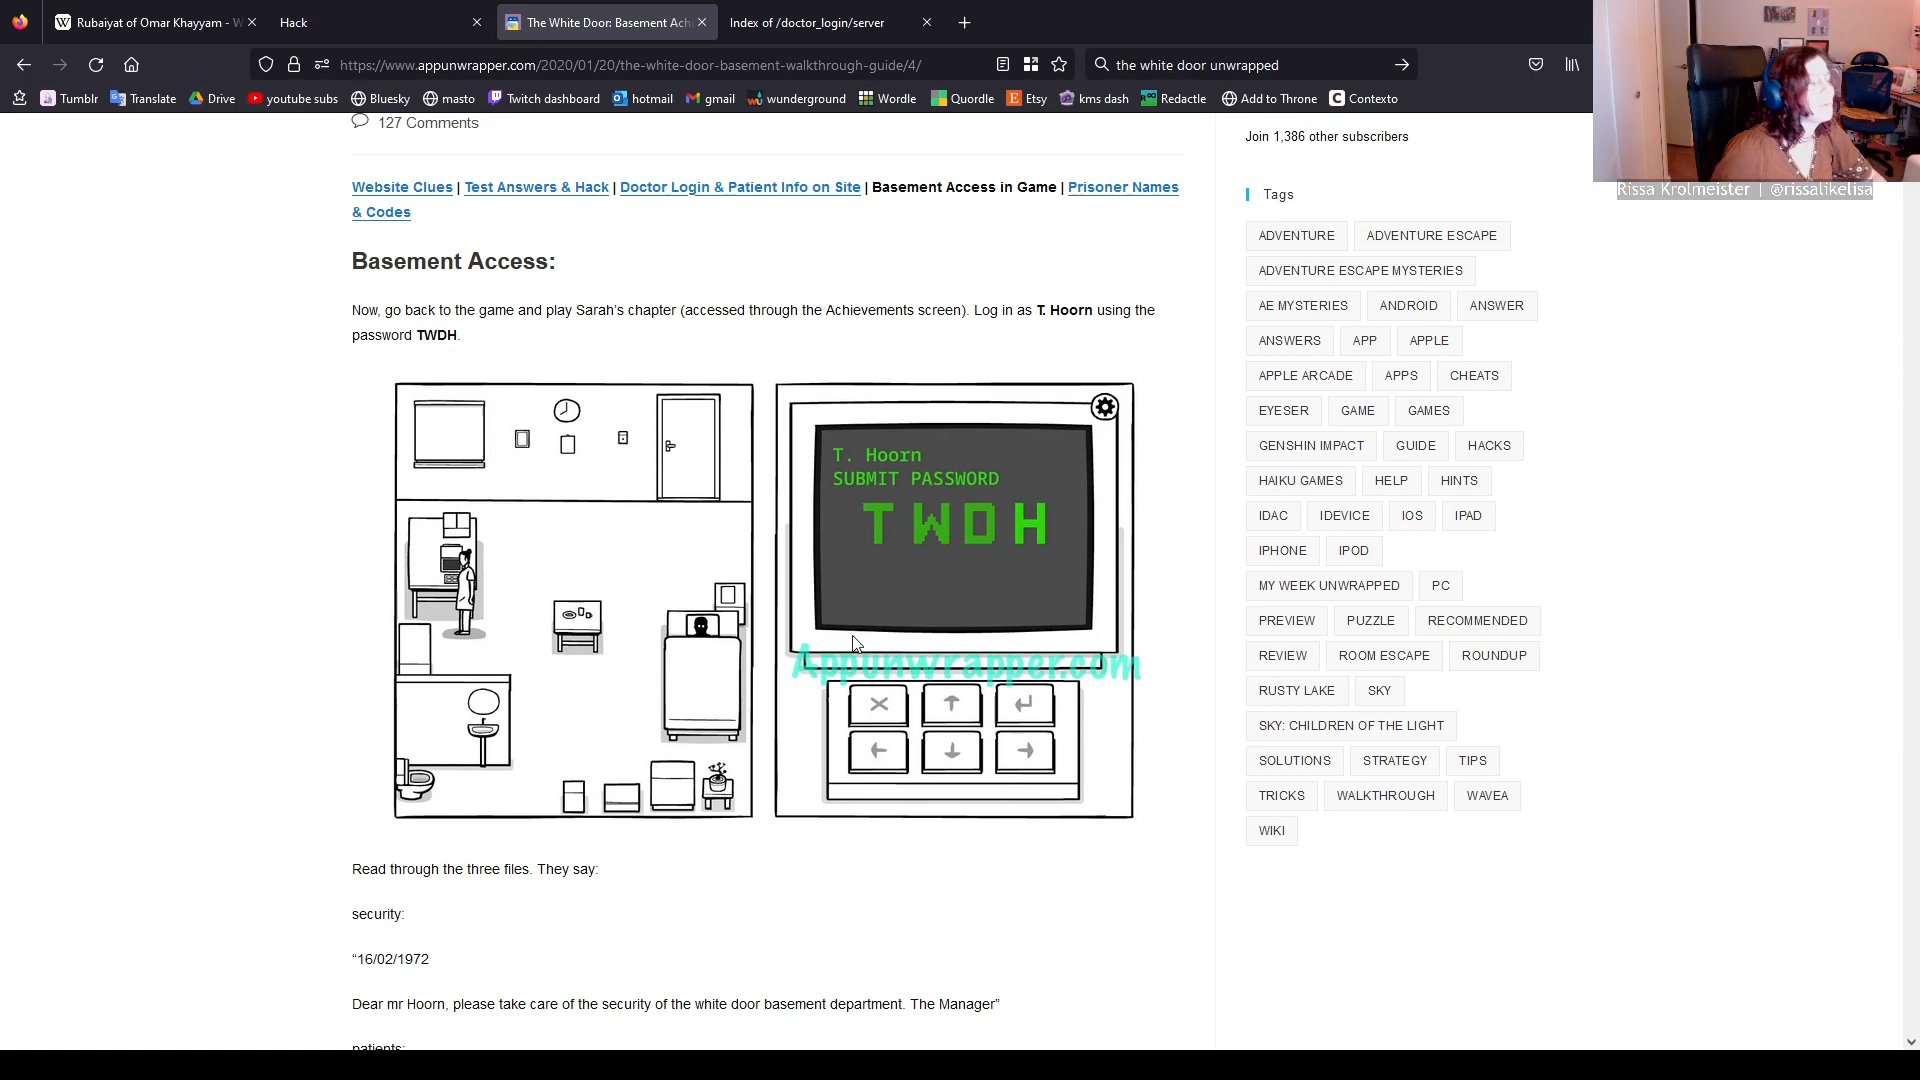 Rubaiyat of Omar Khayyam - W
Hack
The White Door: Basement Achi
Index of /doctor_login/server
https://www.appunwrapper.com/2020/01/20/the-white-door-basement-walkthrough-guide/4/
the white door unwrapped
Tumblr
Translate
Drive
youtube subs
Bluesky
masto
Twitch dashboard
hotmail
gmail
wunderground
Wordle
Quordle
Etsy
kms dash
Redactle
Add to Throne
Contexto
Rissa Krolmeister | @rissalikelisa
127 Comments
Website Clues | Test Answers & Hack | Doctor Login & Patient Info on Site | Basement Access in Game | Prisoner Names
& Codes
Basement Access:
Now, go back to the game and play Sarah’s chapter (accessed through the Achievements screen). Log in as T. Hoorn using the
password TWDH.
T. Hoorn
SUBMIT PASSWORD
TWDH
Appunwrapper.com
Read through the three files. They say:
security:
“16/02/1972
Dear mr Hoorn, please take care of the security of the white door basement department. The Manager”
patients:
Join 1,386 other subscribers
Tags
ADVENTURE
ADVENTURE ESCAPE
ADVENTURE ESCAPE MYSTERIES
AE MYSTERIES
ANDROID
ANSWER
ANSWERS
APP
APPLE
APPLE ARCADE
APPS
CHEATS
EYESER
GAME
GAMES
GENSHIN IMPACT
GUIDE
HACKS
HAIKU GAMES
HELP
HINTS
IDAC
IDEVICE
IOS
IPAD
IPHONE
IPOD
MY WEEK UNWRAPPED
PC
PREVIEW
PUZZLE
RECOMMENDED
REVIEW
ROOM ESCAPE
ROUNDUP
RUSTY LAKE
SKY
SKY: CHILDREN OF THE LIGHT
SOLUTIONS
STRATEGY
TIPS
TRICKS
WALKTHROUGH
WAVEA
WIKI